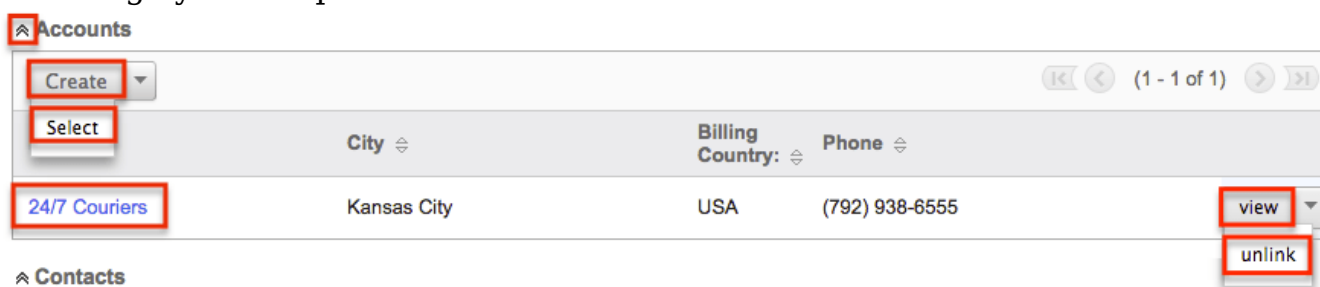 Accounts
Create
(1 - 1 of 1)
Select
City
Billing Country:
Phone
24/7 Couriers
Kansas City
USA
(792) 938-6555
view
unlink
Contacts